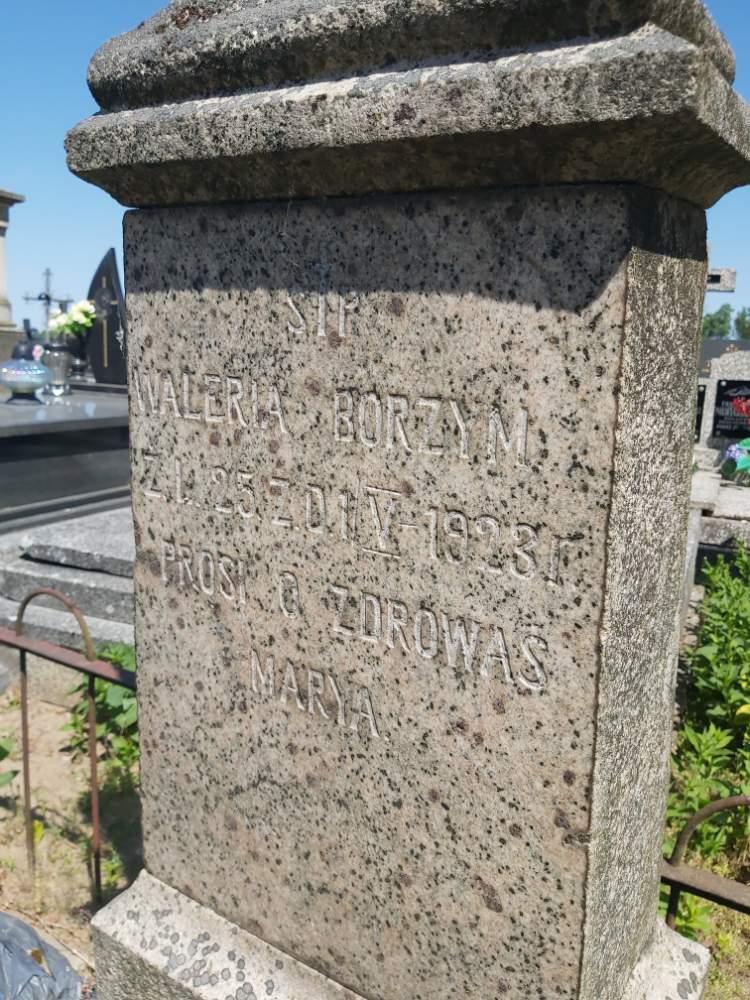 Ś†P
WALERIA BORZYM
Ż.L. 25 Z.D. 1 V-1923 r.
PROSI O ZDROWAŚ
MARYA.